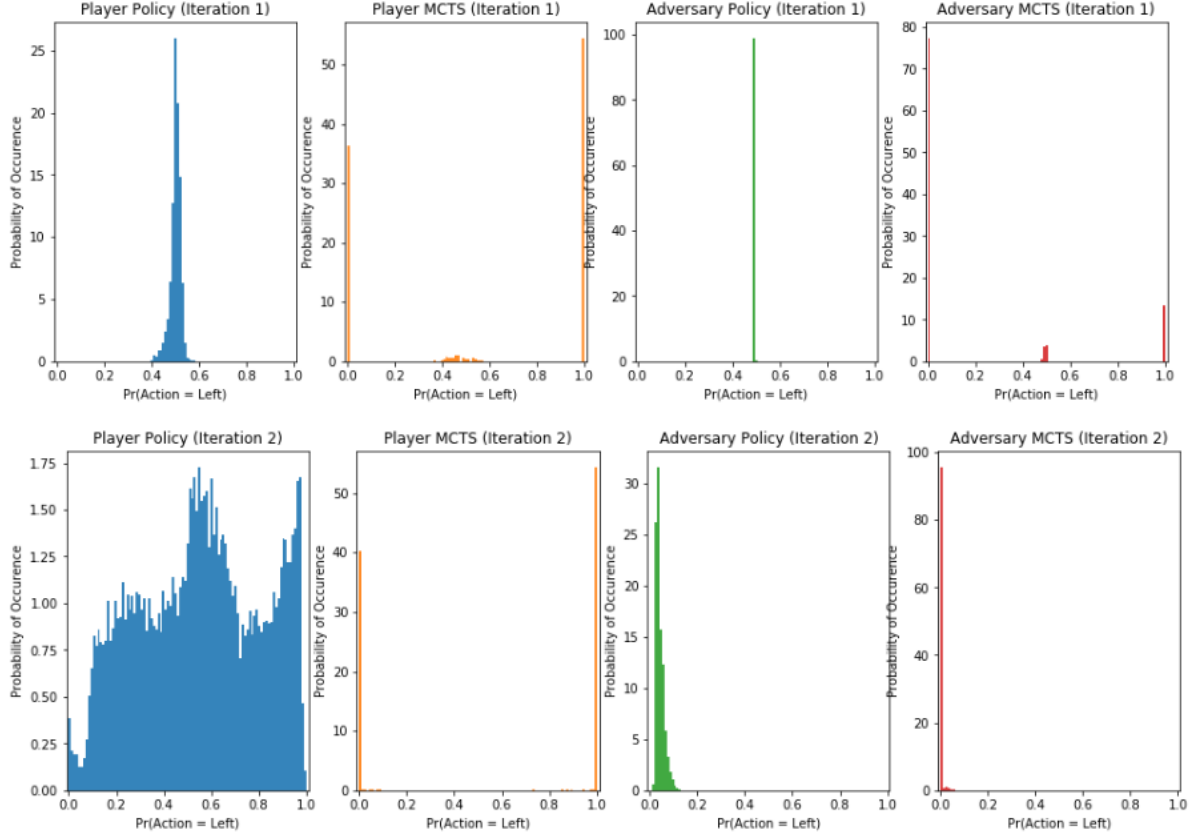 Player Policy (Iteration 1)
Player MCTS (Iteration 1)
Adversary Policy (Iteration 1)
Adversary MCTS (Iteration 1)
Probability of Occurence
25
20
15
10
5
0
0.0 0.2 0.4 0.6 0.8 1.0
Pr(Action = Left)
Probability of Occurence
50
40
30
20
10
0
0.0 0.2 0.4 0.6 0.8 1.0
Pr(Action = Left)
Probability of Occurence
100
80
60
40
20
0
0.0 0.2 0.4 0.6 0.8 1.0
Pr(Action = Left)
Probability of Occurence
80
70
60
50
40
30
20
10
0
0.0 0.2 0.4 0.6 0.8 1.0
Pr(Action = Left)
Player Policy (Iteration 2)
Player MCTS (Iteration 2)
Adversary Policy (Iteration 2)
Adversary MCTS (Iteration 2)
Probability of Occurence
1.75
1.50
1.25
1.00
0.75
0.50
0.25
0.00
0.0 0.2 0.4 0.6 0.8 1.0
Pr(Action = Left)
Probability of Occurence
50
40
30
20
10
0
0.0 0.2 0.4 0.6 0.8 1.0
Pr(Action = Left)
Probability of Occurence
30
25
20
15
10
5
0
0.0 0.2 0.4 0.6 0.8 1.0
Pr(Action = Left)
Probability of Occurence
100
80
60
40
20
0
0.0 0.2 0.4 0.6 0.8 1.0
Pr(Action = Left)